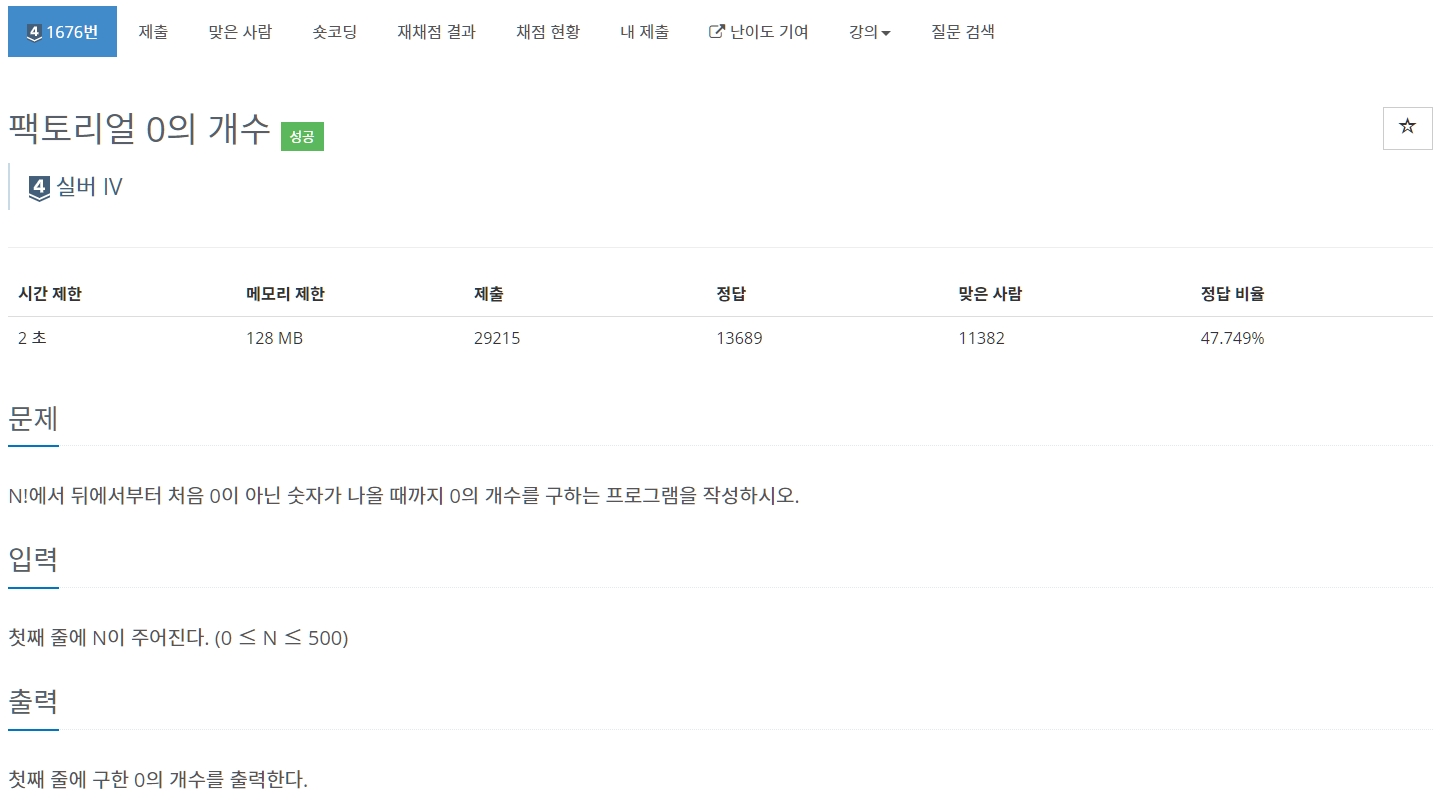 4 1676번 제출 맞은 사람 숏코딩 재채점 결과 채점 현황 내 제출 난이도 기여 강의 질문 검색
팩토리얼 0의 개수 성공
4 실버 IV
시간 제한 메모리 제한 제출 정답 맞은 사람 정답 비율
2 초 128 MB 29215 13689 11382 47.749%
문제
N!에서 뒤에서부터 처음 0이 아닌 숫자가 나올 때까지 0의 개수를 구하는 프로그램을 작성하시오.
입력
첫째 줄에 N이 주어진다. (0 ≤ N ≤ 500)
출력
첫째 줄에 구한 0의 개수를 출력한다.